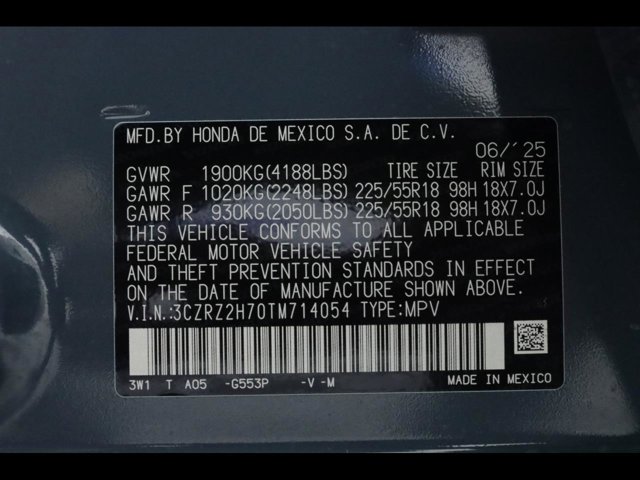 MFD.BY HONDA DE MEXICO S.A. DE C.V.
06/ '25
GVWR 1900KG(4188LBS) TIRE SIZE RIM SIZE
GAWR F 1020KG(2248LBS) 225/55R18 98H 18X7.0J
GAWR R 930KG(2050LBS) 225/55R18 98H 18X7.0J
THIS VEHICLE CONFORMS TO ALL APPLICABLE
FEDERAL MOTOR VEHICLE SAFETY
AND THEFT PREVENTION STANDARDS IN EFFECT
ON THE DATE OF MANUFACTURE SHOWN ABOVE.
V.I.N.:3CZRZ2H70TM714054 TYPE:MPV
3W1 T A05 -G553P -V -M MADE IN MEXICO